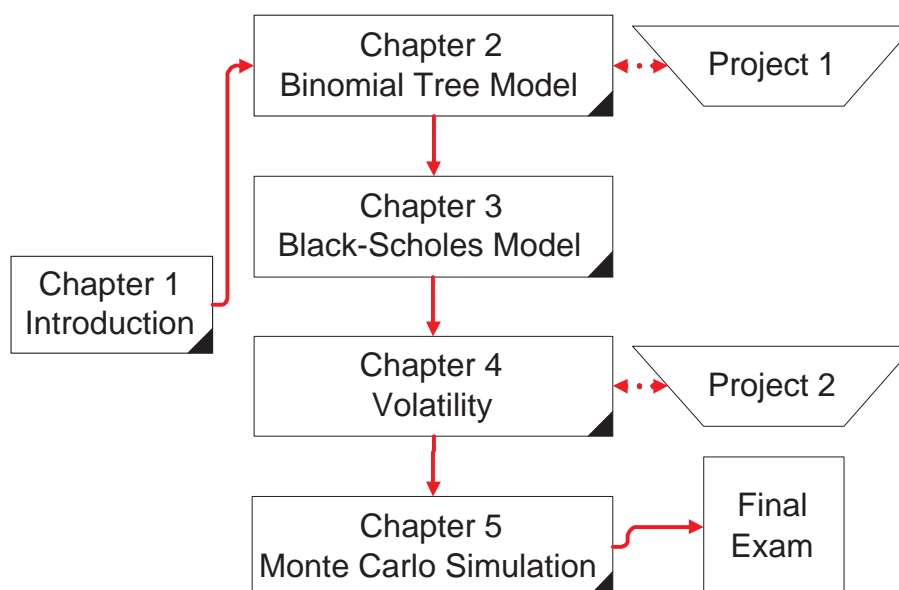 Chapter 2
Binomial Tree Model
Project 1
Chapter 3
Black-Scholes Model
Chapter 1
Introduction
Chapter 4
Volatility
Project 2
Chapter 5
Monte Carlo Simulation
Final
Exam